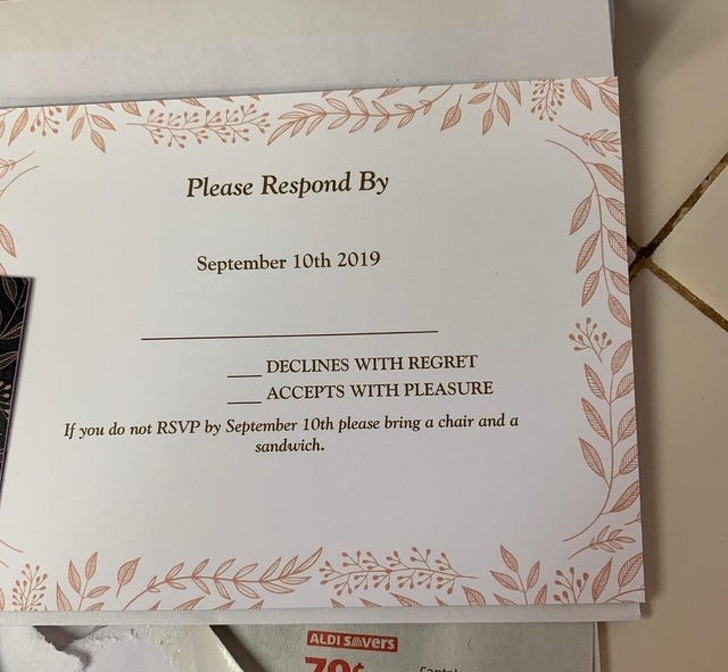 Please Respond By
September 10th 2019
___ DECLINES WITH REGRET
___ ACCEPTS WITH PLEASURE
If you do not RSVP by September 10th please bring a chair and a
sandwich.
ALDI SAVers
79¢